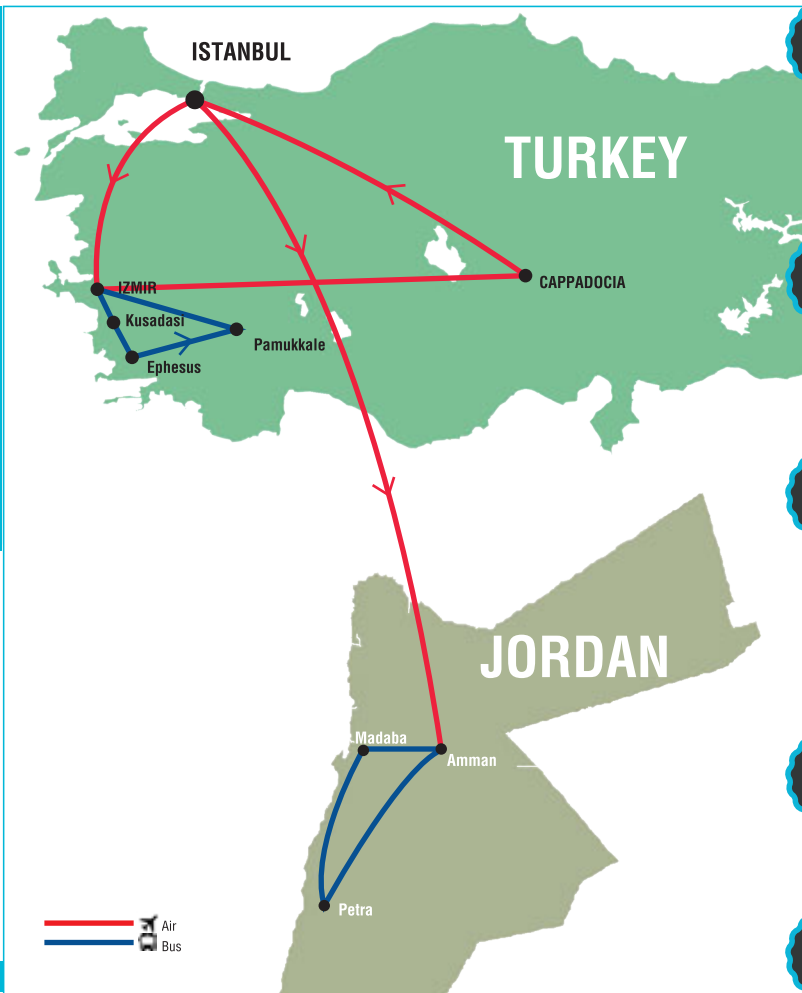 ISTANBUL
TURKEY
CAPPADOCIA
IZMIR
Kusadasi
Pamukkale
Ephesus
JORDAN
Madaba
Amman
Petra
Air
Bus